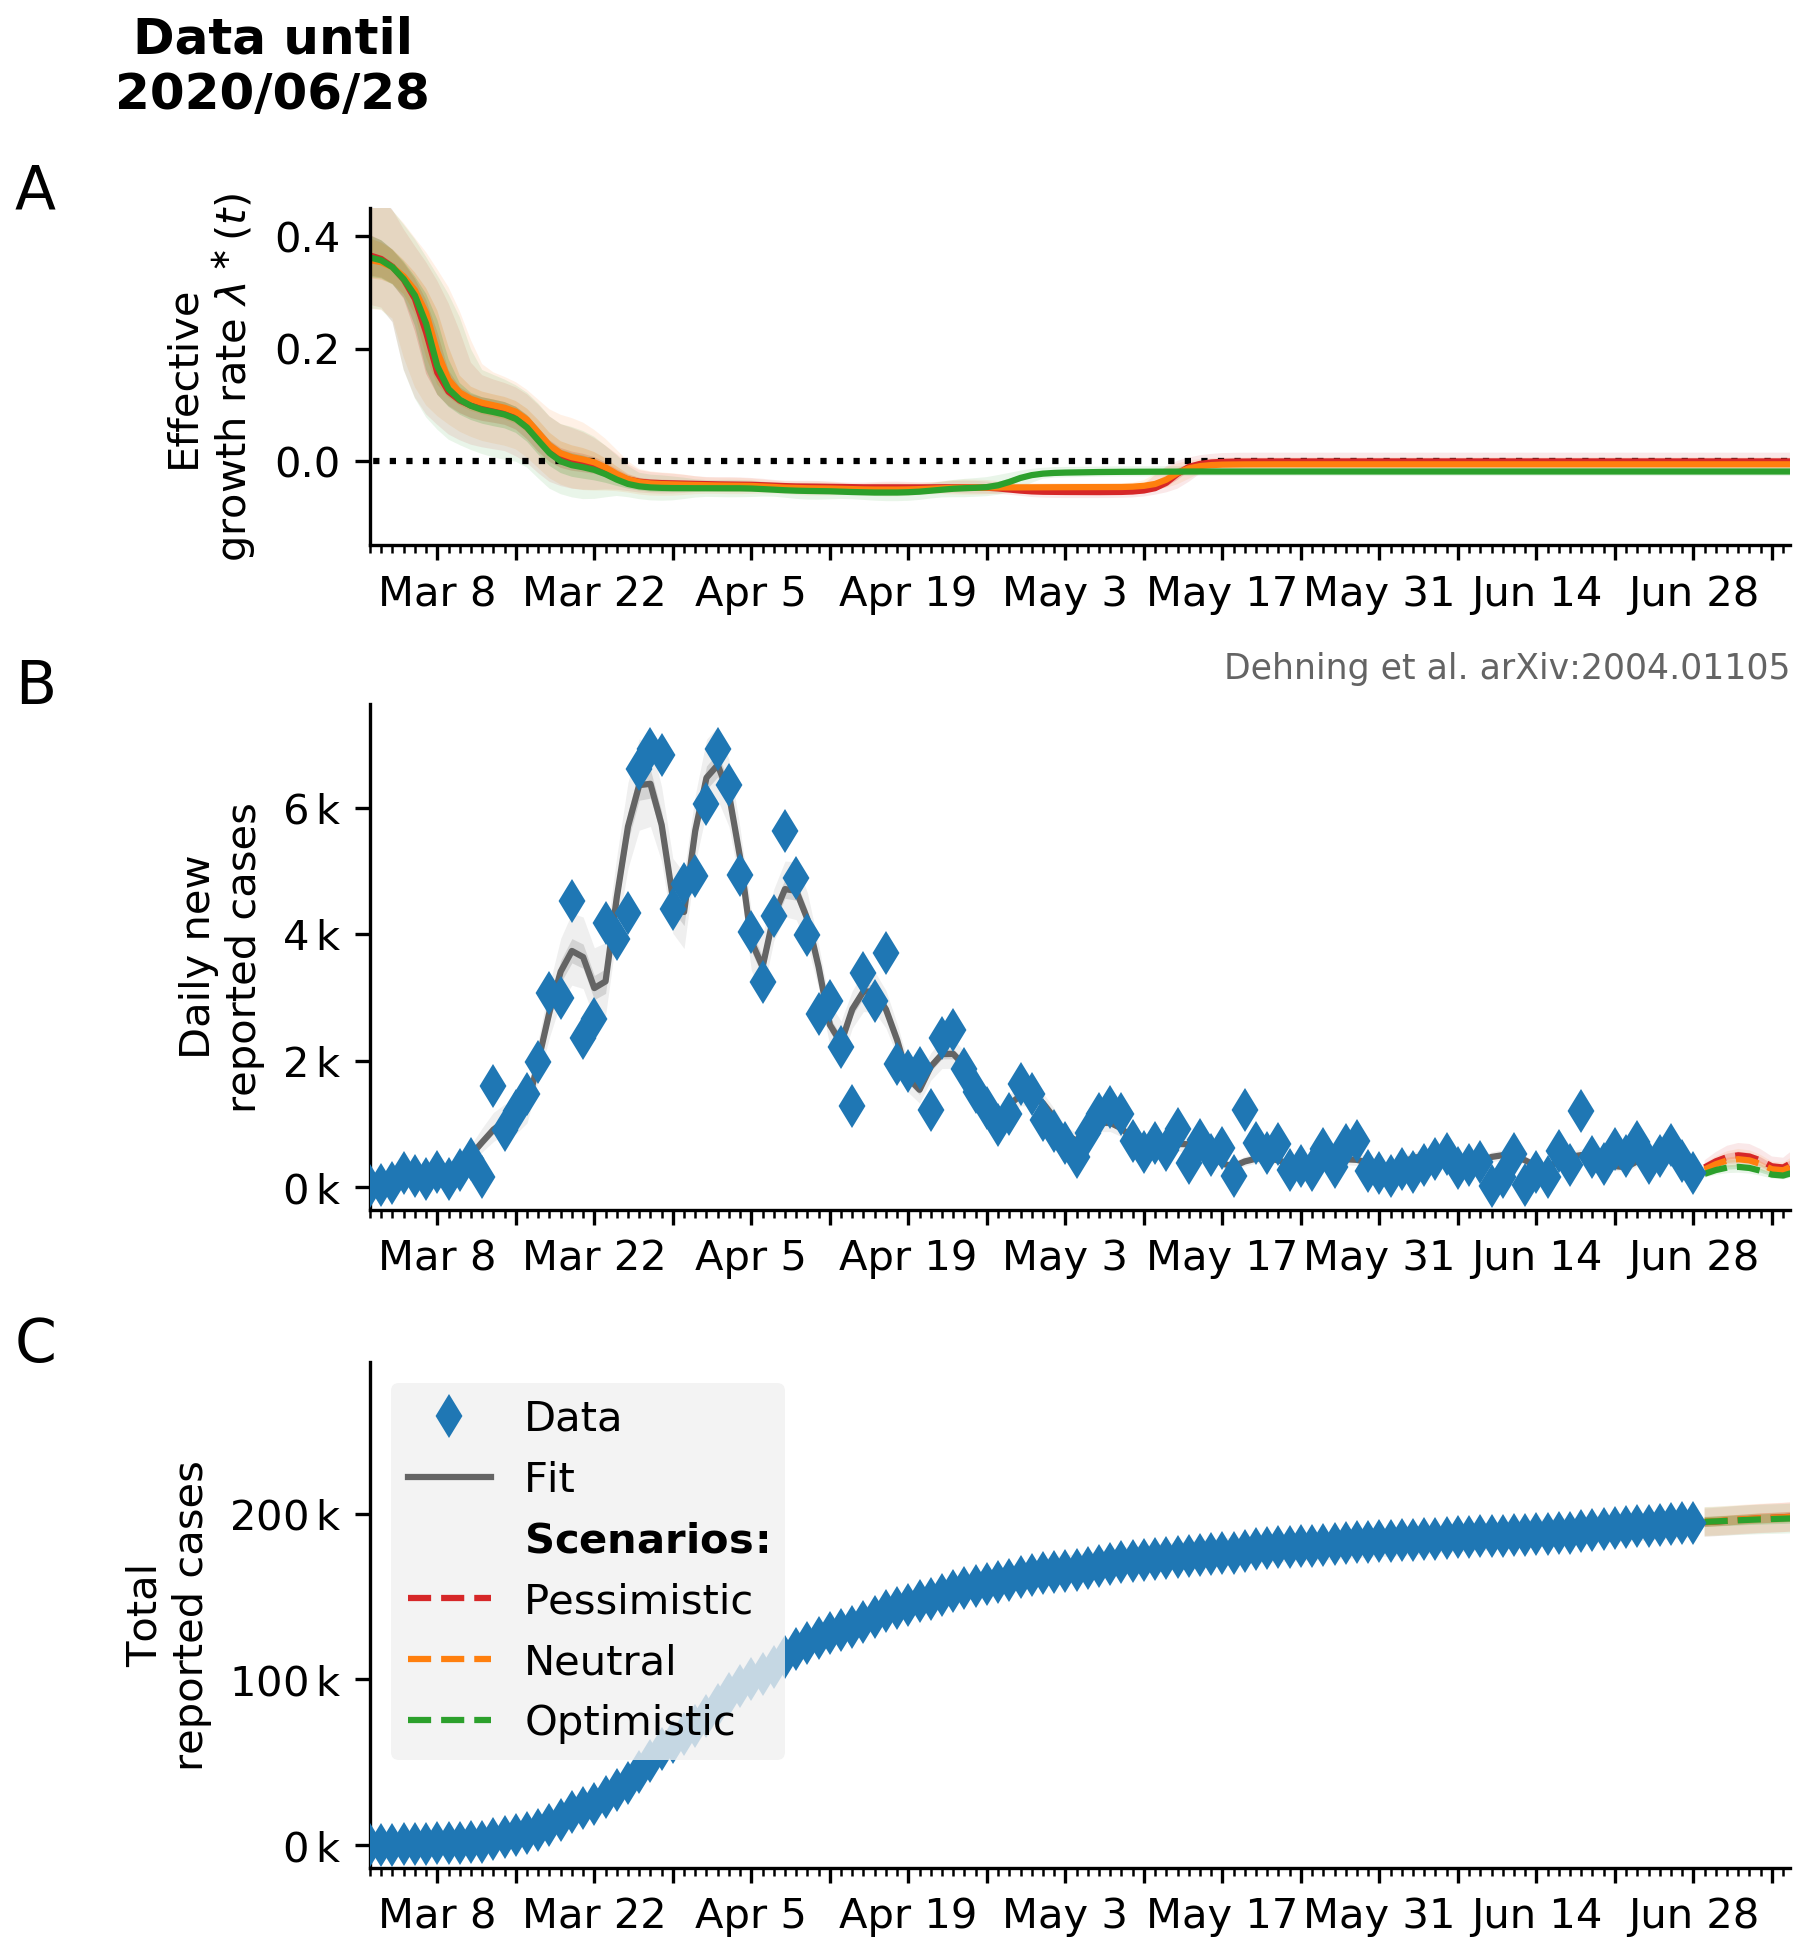 Data until
2020/06/28
A
Effective
growth rate λ * (t)
0.4
0.2
0.0
Mar 8 Mar 22 Apr 5 Apr 19 May 3 May 17 May 31 Jun 14 Jun 28
B
Dehning et al. arXiv:2004.01105
Daily new
reported cases
6 k
4 k
2 k
0 k
Mar 8 Mar 22 Apr 5 Apr 19 May 3 May 17 May 31 Jun 14 Jun 28
C
Total
reported cases
200 k
100 k
0 k
Data
Fit
Scenarios:
Pessimistic
Neutral
Optimistic
Mar 8 Mar 22 Apr 5 Apr 19 May 3 May 17 May 31 Jun 14 Jun 28